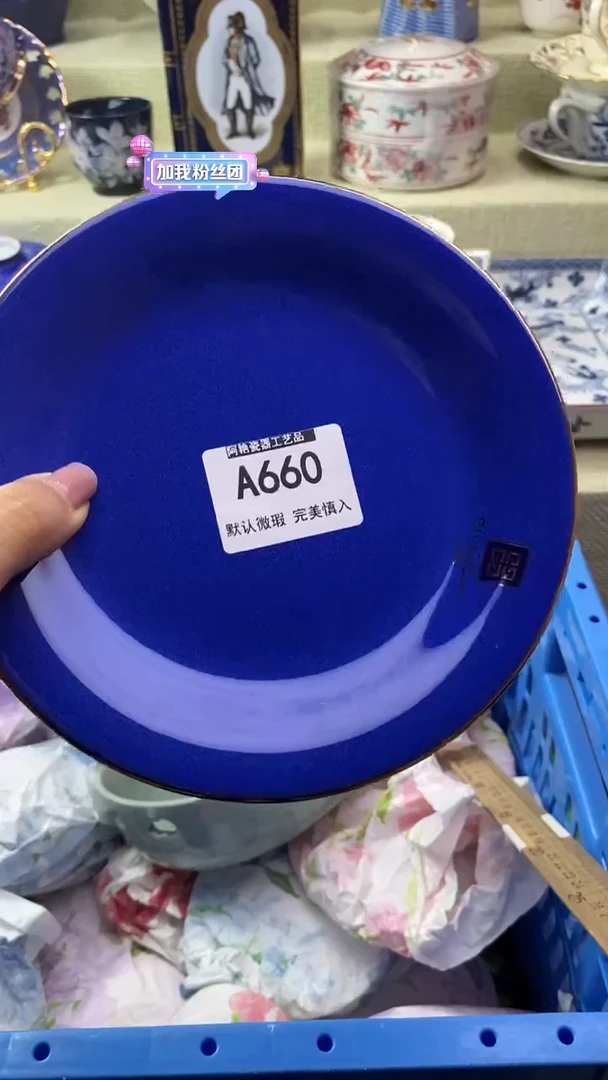 加我粉丝团
阿艳瓷器工艺品
A660
默认微瑕 完美慎入